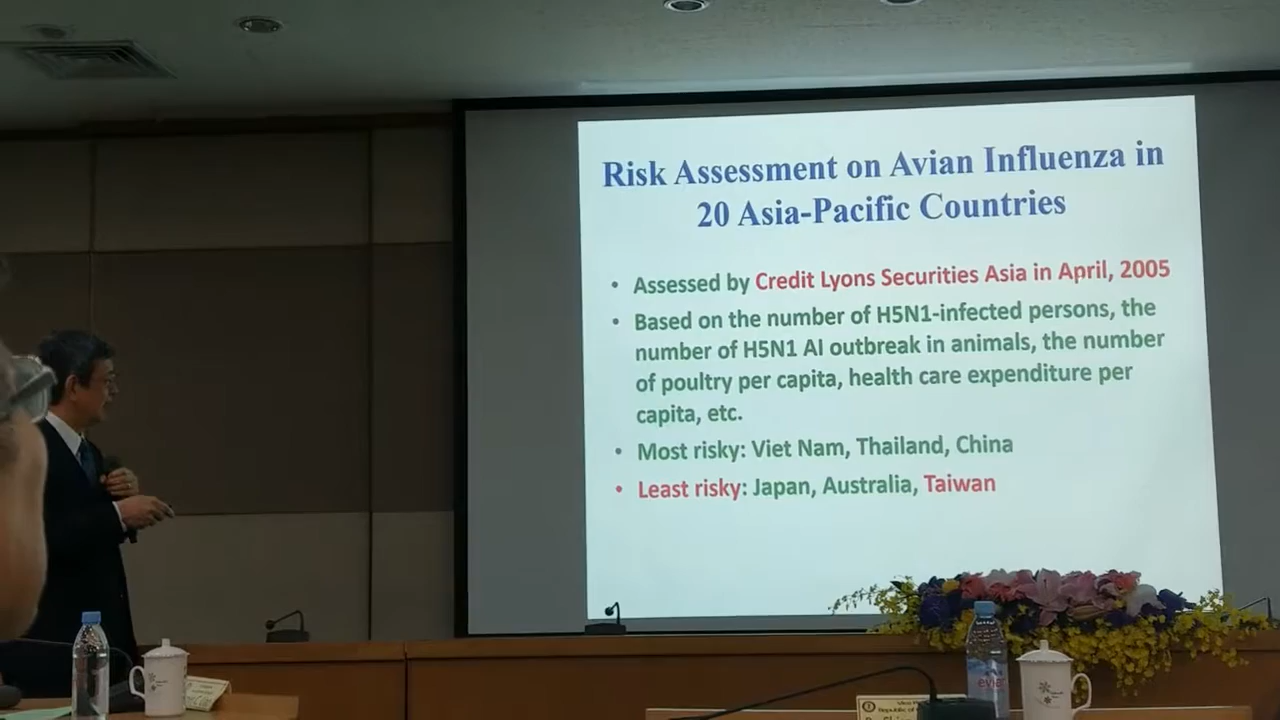 Risk Assessment on Avian Influenza in
20 Asia-Pacific Countries
• Assessed by Credit Lyons Securities Asia in April, 2005
• Based on the number of H5N1-infected persons, the
number of H5N1 AI outbreak in animals, the number
of poultry per capita, health care expenditure per
capita, etc.
• Most risky: Viet Nam, Thailand, China
• Least risky: Japan, Australia, Taiwan
evian
Republic of